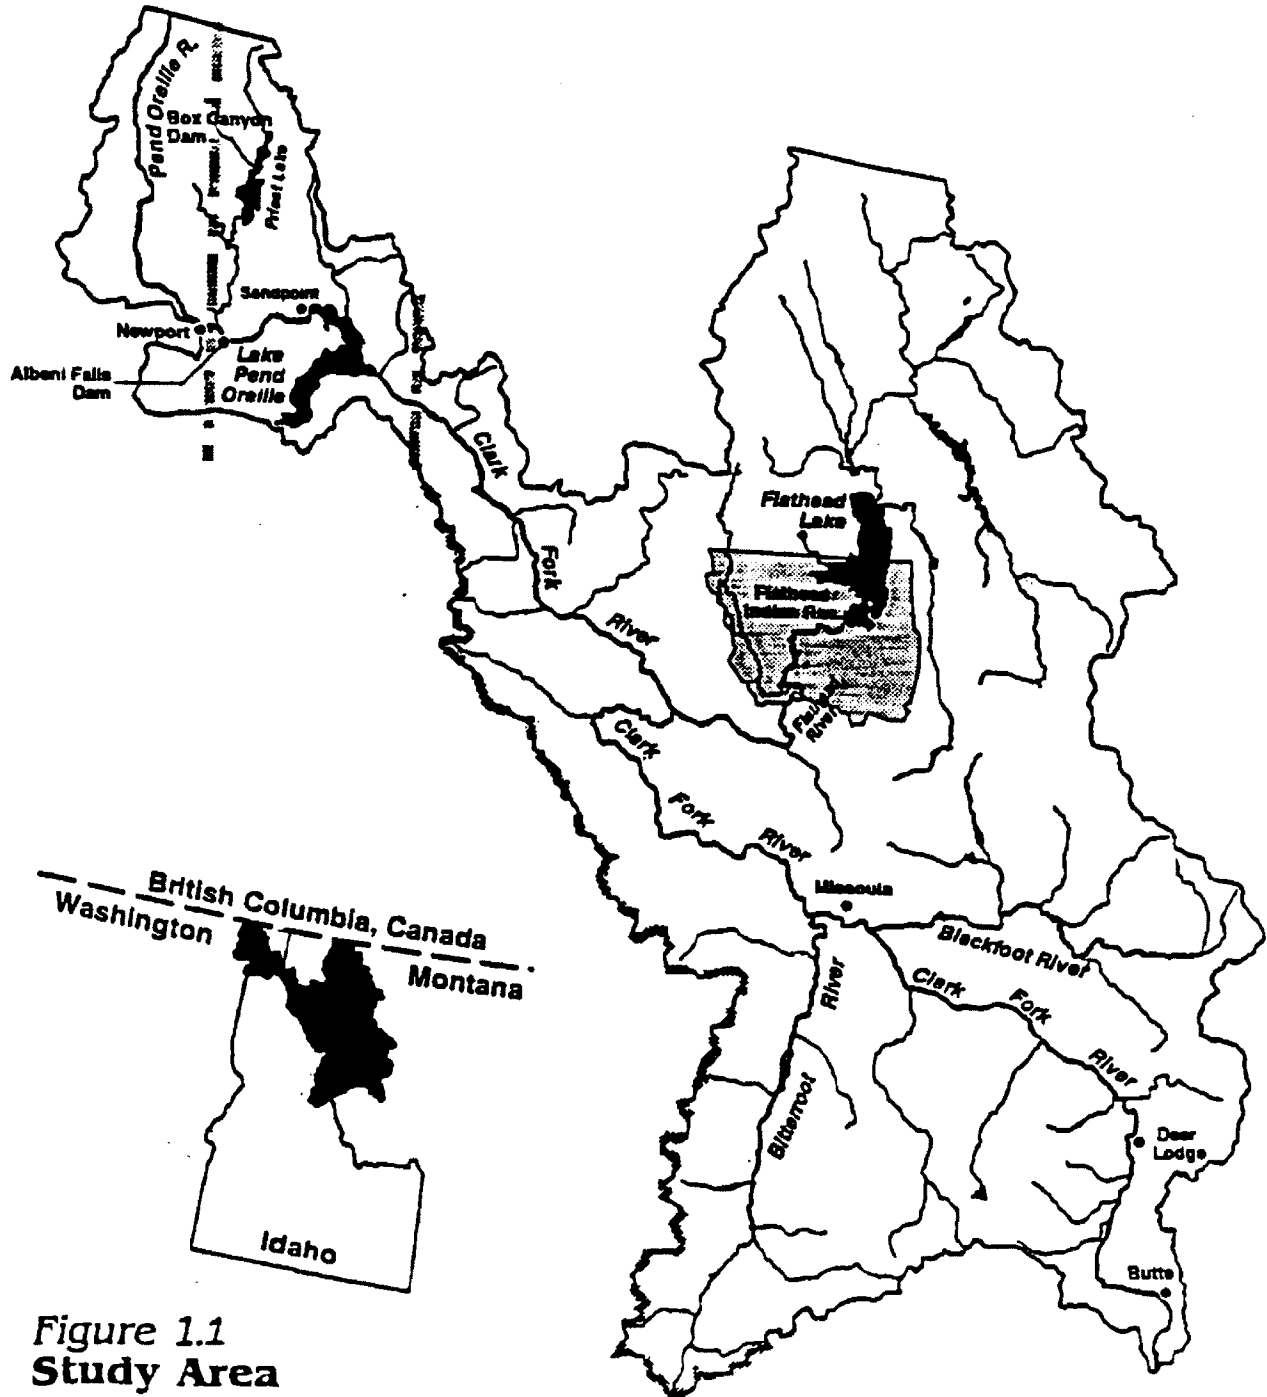 Pend Oreille R.
Box Canyon
Dam
Priest Lake
Sandpoint
Newport
Albeni Falls
Dam
Lake
Pend
Oreille
Clark
Fork
River
Flathead
Lake
Flathead
Indian Res.
Flathead
River
Clark
Fork
River
Missoula
Blackfoot River
Clark
Fork
River
River
Bitterroot
Deer
Lodge
Butte
British Columbia, Canada
Washington
Montana
Idaho
Figure 1.1
Study Area